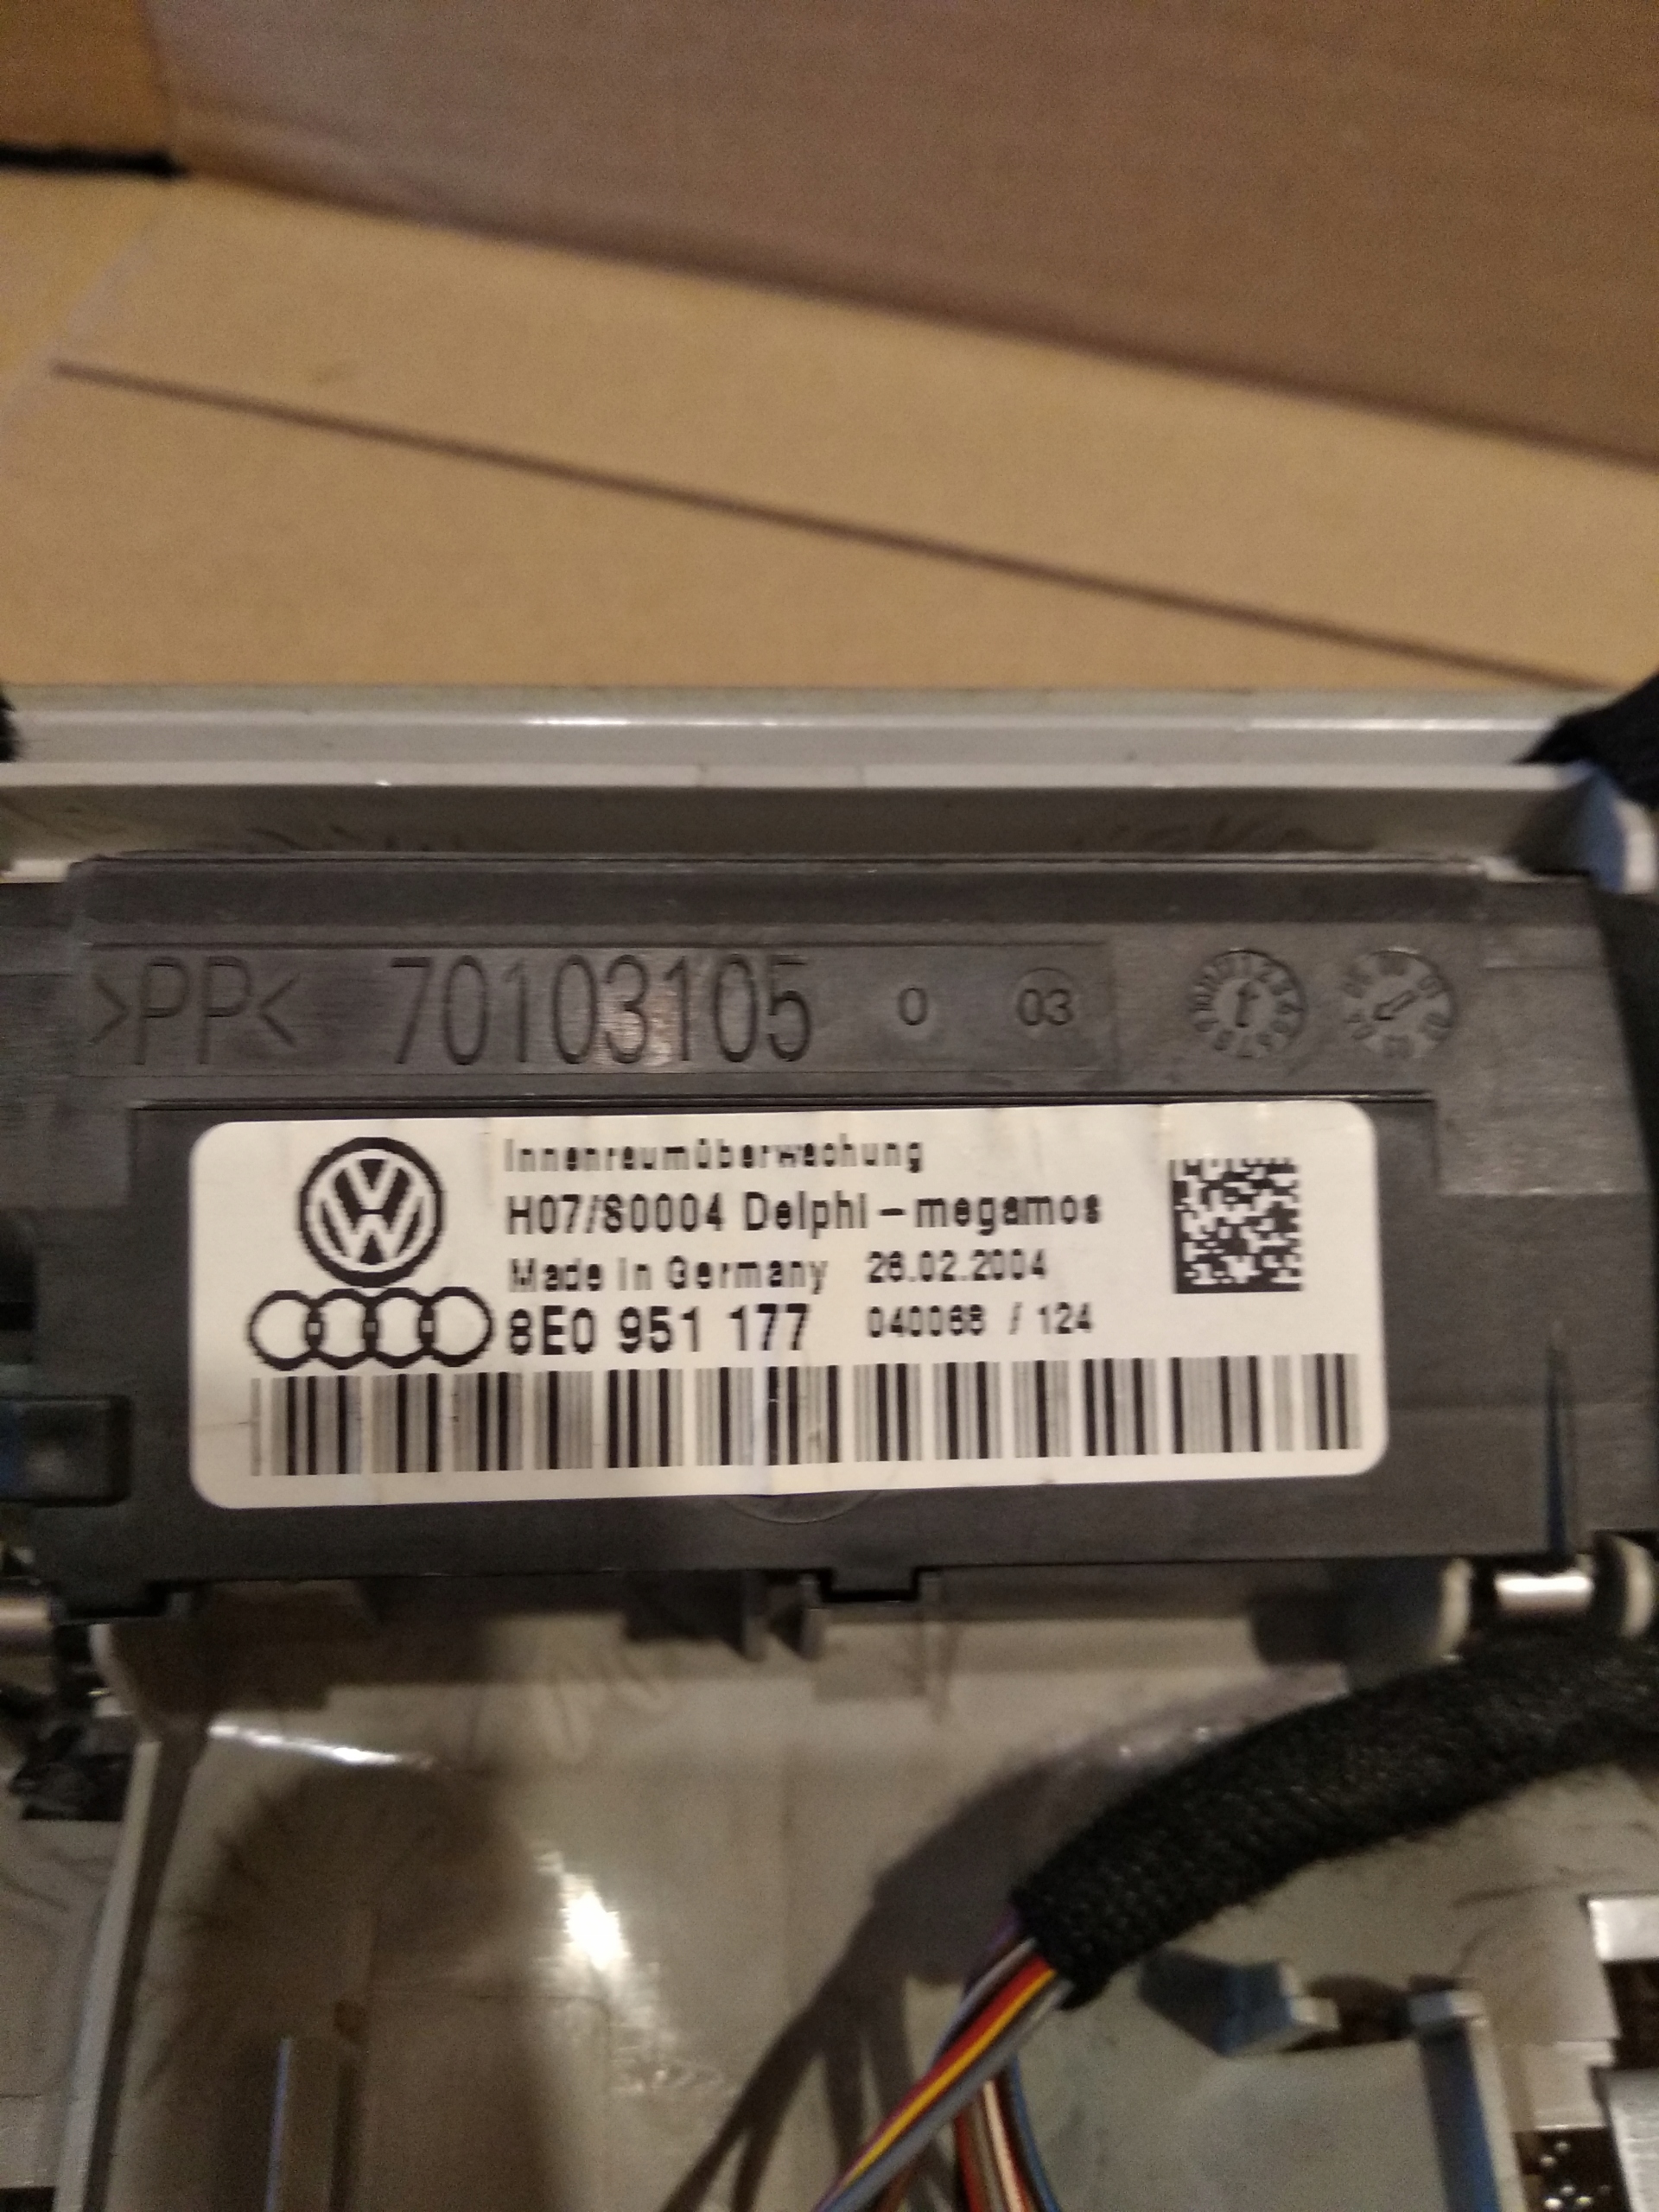 >PP< 70103105 0 03
Innenraumüberwachung
H07/S0004 Delphi-megamos
Made in Germany 26.02.2004
8E0 951 177 040068 / 124